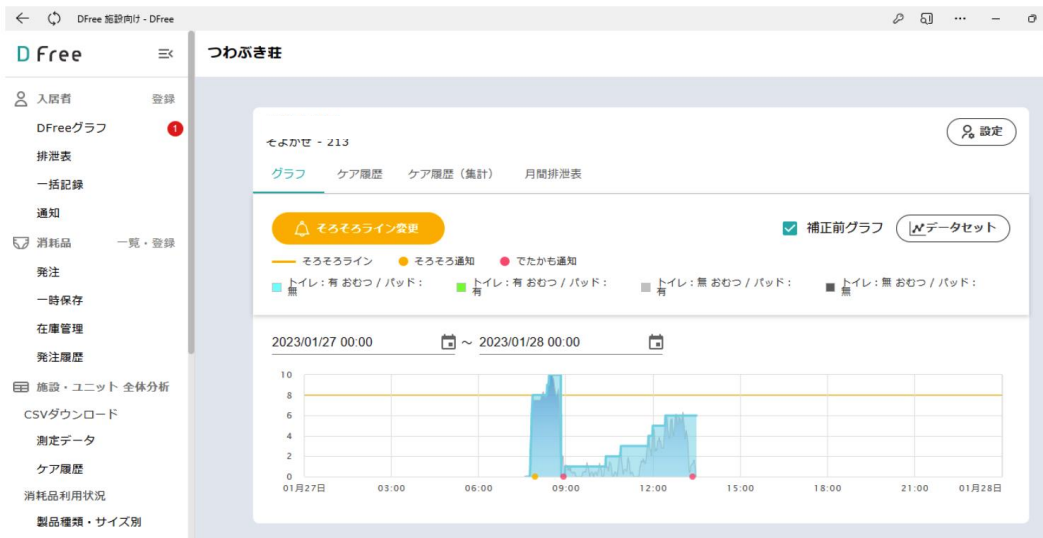 DFree 施設向け - DFree
DFree
つわぶき荘
入居者 登録
DFreeグラフ 1
排泄表
一括記録
通知
消耗品 一覧・登録
発注
一時保存
在庫管理
発注履歴
施設・ユニット 全体分析
CSVダウンロード
測定データ
ケア履歴
消耗品利用状況
製品種類・サイズ別
そよかぜ - 213
設定
グラフ ケア履歴 ケア履歴（集計） 月間排泄表
そろそろライン変更
補正前グラフ データセット
そろそろライン そろそろ通知 でたかも通知
トイレ：有 おむつ / パッド：無
トイレ：有 おむつ / パッド：有
トイレ：無 おむつ / パッド：有
トイレ：無 おむつ / パッド：無
2023/01/27 00:00 ～ 2023/01/28 00:00
10
8
6
4
2
0
01月27日 03:00 06:00 09:00 12:00 15:00 18:00 21:00 01月28日